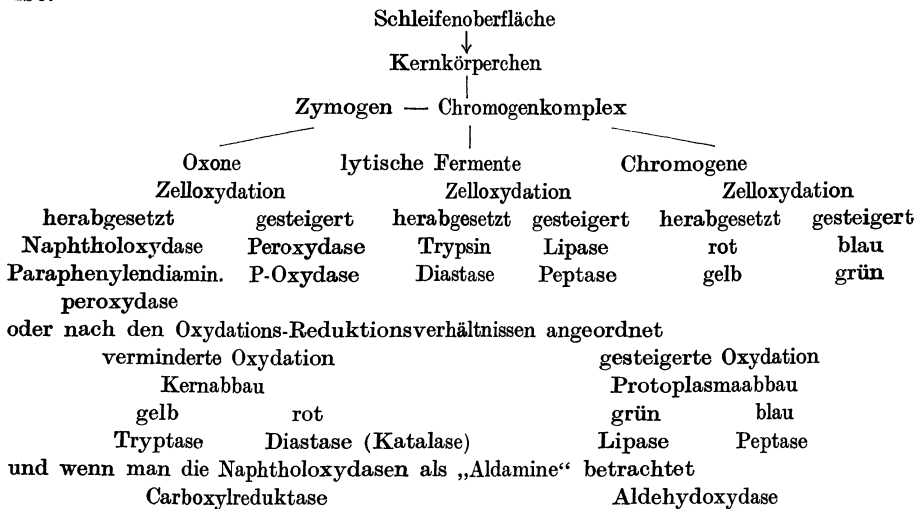 Schleifenoberfläche
↓
Kernkörperchen
Zymogen — Chromogenkomplex
Oxone lytische Fermente Chromogene
Zelloxydation Zelloxydation Zelloxydation
herabgesetzt gesteigert herabgesetzt gesteigert herabgesetzt gesteigert
Naphtholoxydase Peroxydase Trypsin Lipase rot blau
Paraphenylendiamin. P-Oxydase Diastase Peptase gelb grün
peroxydase
oder nach den Oxydations-Reduktionsverhältnissen angeordnet
verminderte Oxydation gesteigerte Oxydation
Kernabbau Protoplasmaabbau
gelb rot grün blau
Tryptase Diastase (Katalase) Lipase Peptase
und wenn man die Naphtholoxydasen als „Aldamine“ betrachtet
Carboxylreduktase Aldehydoxydase